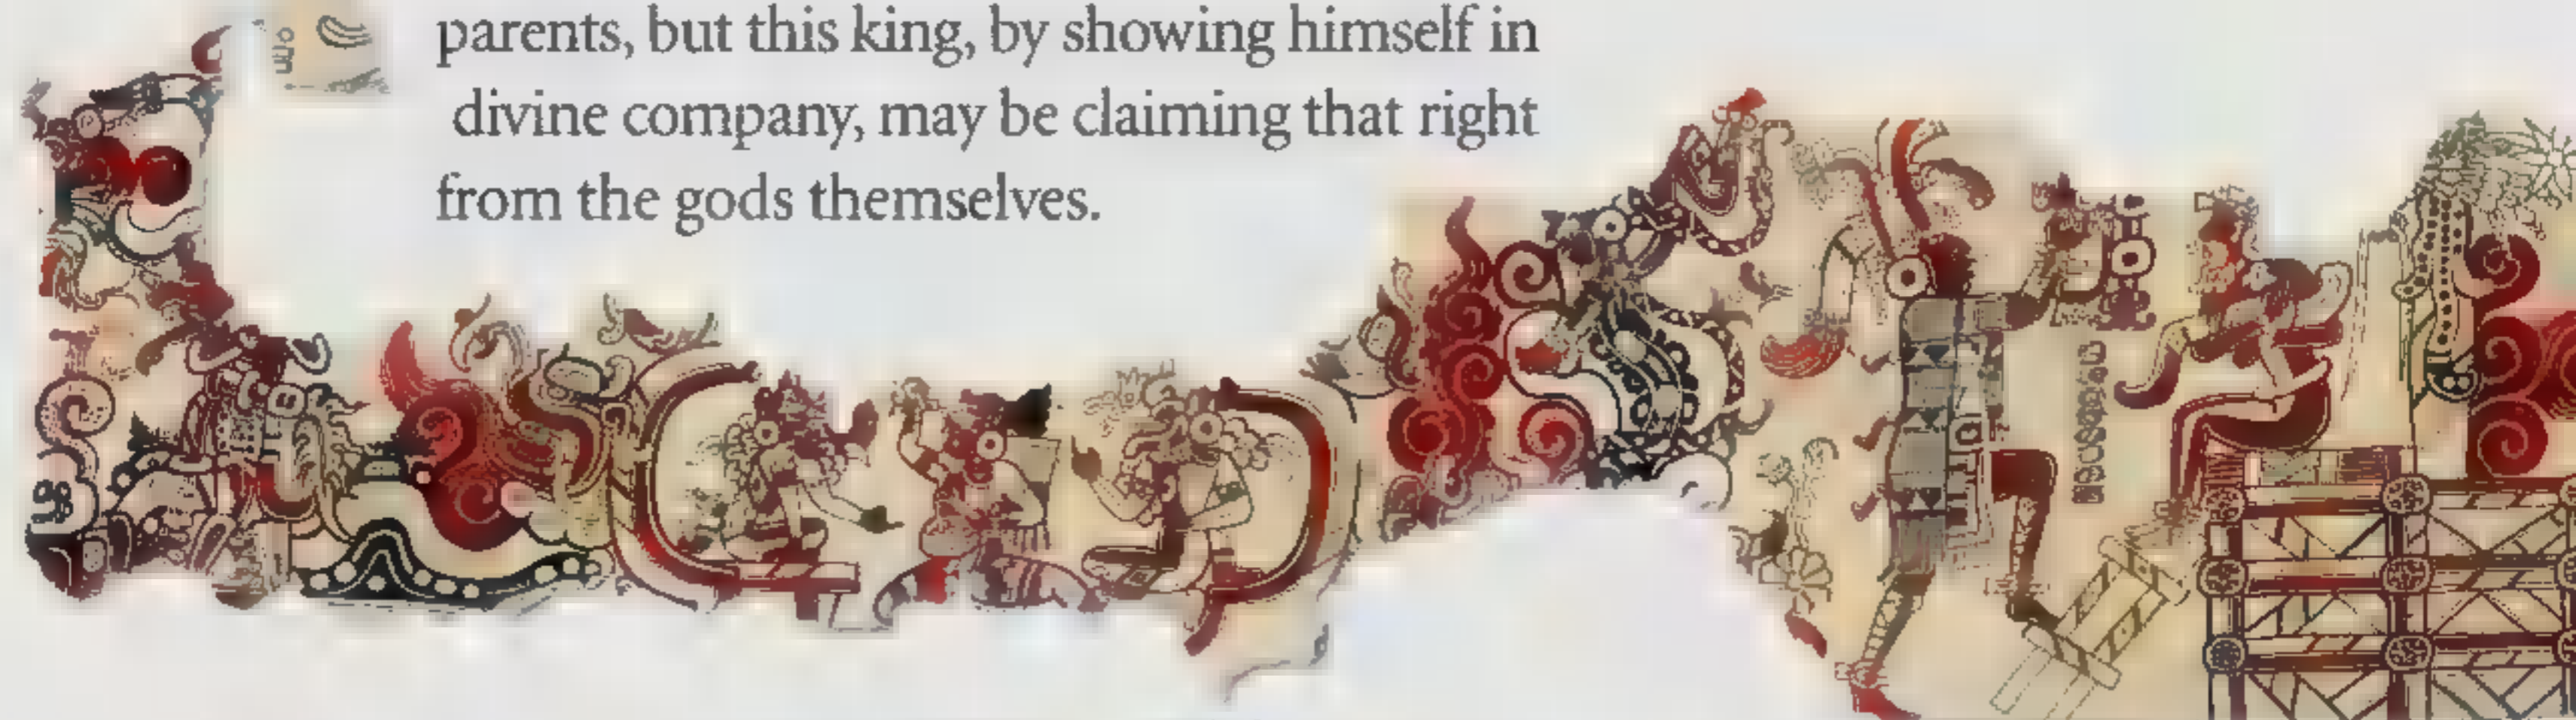 parents, but this king, by showing himself in
divine company, may be claiming that right
from the gods themselves.